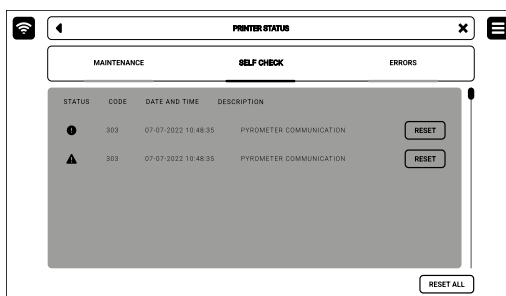 PRINTER STATUS
MAINTENANCE SELF CHECK ERRORS
STATUS CODE DATE AND TIME DESCRIPTION
303 07-07-2022 10:48:35 PYROMETER COMMUNICATION RESET
303 07-07-2022 10:48:35 PYROMETER COMMUNICATION RESET
RESET ALL